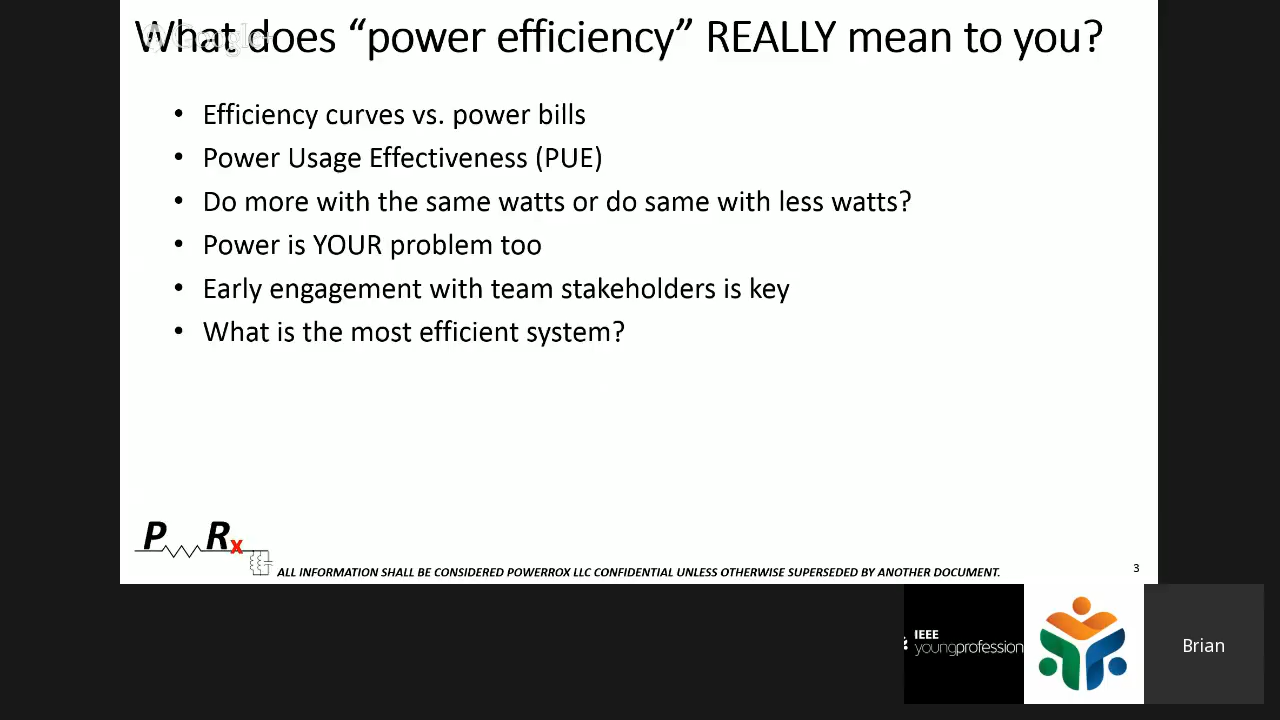 What does “power efficiency” REALLY mean to you?
Google+
• Efficiency curves vs. power bills
• Power Usage Effectiveness (PUE)
• Do more with the same watts or do same with less watts?
• Power is YOUR problem too
• Early engagement with team stakeholders is key
• What is the most efficient system?
P Rx
ALL INFORMATION SHALL BE CONSIDERED POWERROX LLC CONFIDENTIAL UNLESS OTHERWISE SUPERSEDED BY ANOTHER DOCUMENT.
3
IEEE
youngprofession
Brian